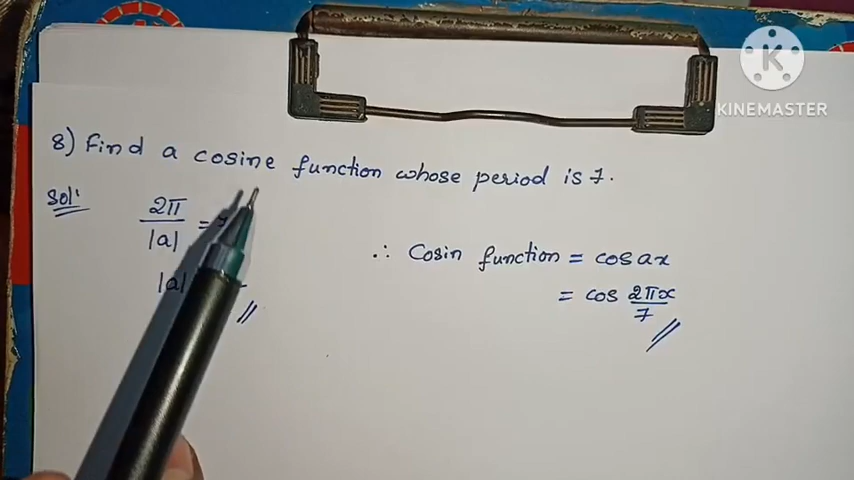 K
KINEMASTER
8) Find a cosine function whose period is 7.
Sol:
2π
|a|
=
|a|
∴ Cosin function = cos ax
= cos 2πx
7